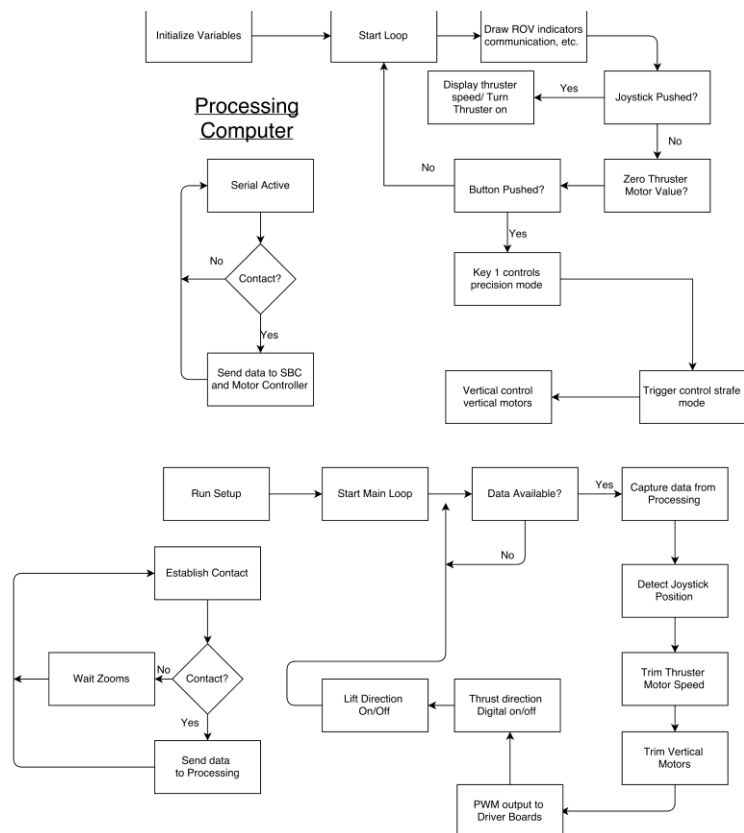 Initialize Variables
Start Loop
Draw ROV indicators
communication, etc.
Display thruster
speed/ Turn
Thruster on
Yes
Joystick Pushed?
No
Processing
Computer
Serial Active
No
Contact?
Yes
Send data to SBC
and Motor Controller
No
Button Pushed?
Zero Thruster
Motor Value?
Yes
Key 1 controls
precision mode
Vertical control
vertical motors
Trigger control strafe
mode
Run Setup
Start Main Loop
Data Available?
Yes
Capture data from
Processing
No
Establish Contact
Detect Joystick
Position
Wait Zooms
No
Contact?
Yes
Send data
to Processing
Lift Direction
On/Off
Thrust direction
Digital on/off
Trim Thruster
Motor Speed
Trim Vertical
Motors
PWM output to
Driver Boards